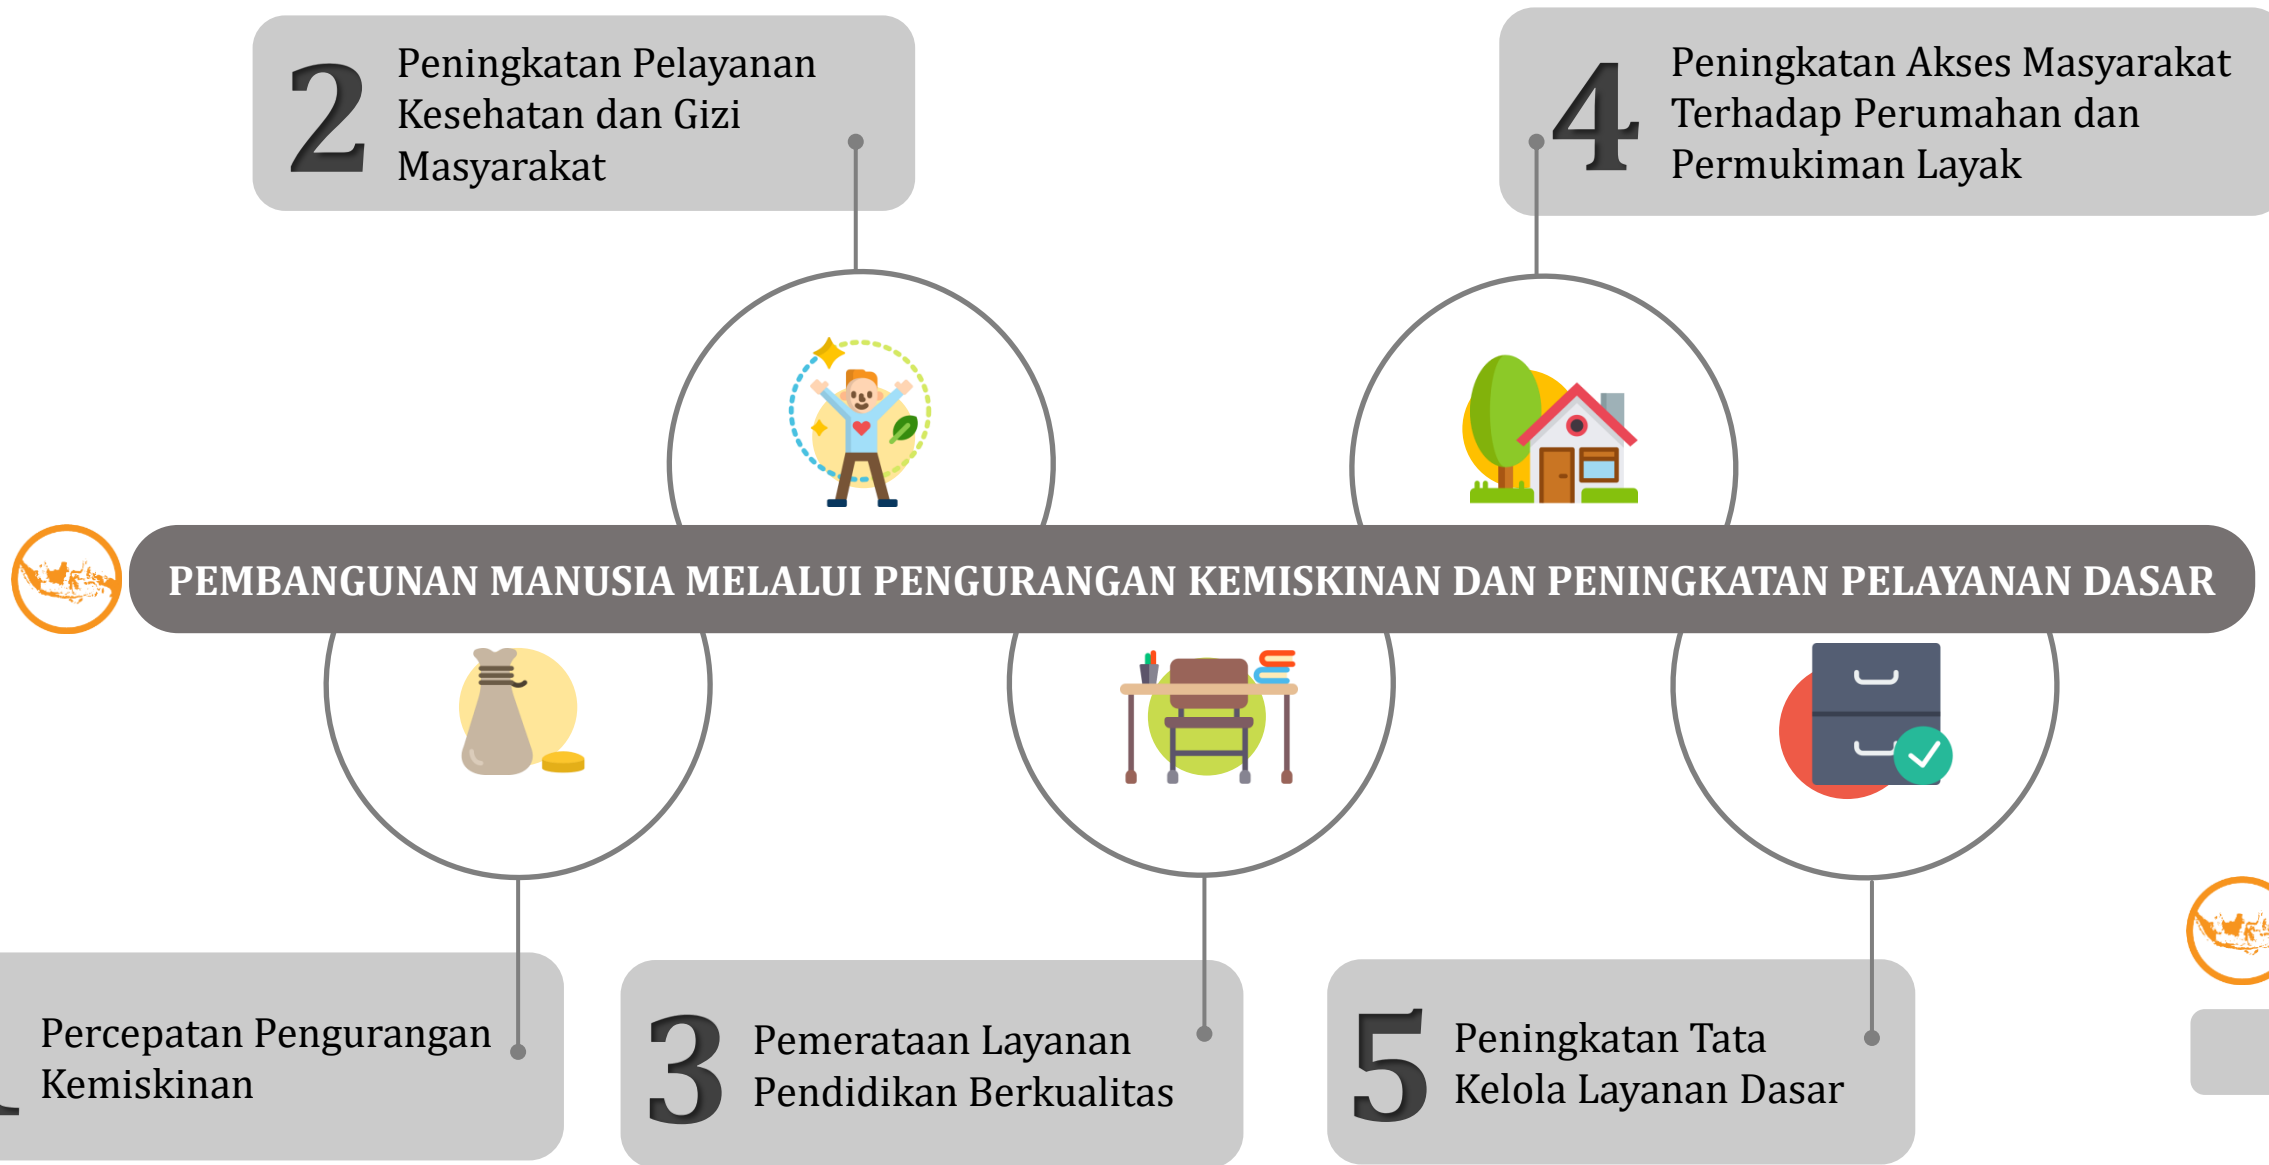 2
Peningkatan Pelayanan
Kesehatan dan Gizi
Masyarakat
4
Peningkatan Akses Masyarakat
Terhadap Perumahan dan
Permukiman Layak
PEMBANGUNAN MANUSIA MELALUI PENGURANGAN KEMISKINAN DAN PENINGKATAN PELAYANAN DASAR
Percepatan Pengurangan
Kemiskinan
3
Pemerataan Layanan
Pendidikan Berkualitas
5
Peningkatan Tata
Kelola Layanan Dasar